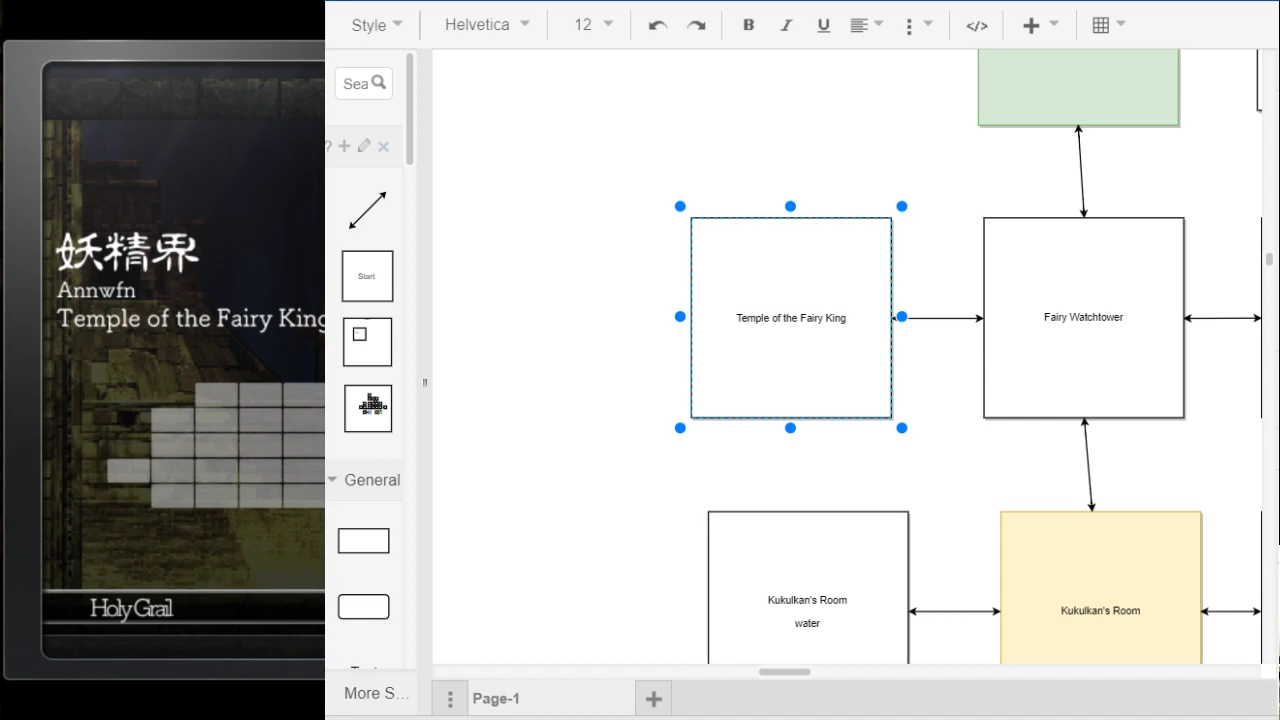 Style
Helvetica
12
B
I
U
</>
Sea
?
妖精界
Annwfn
Temple of the Fairy King
Start
Temple of the Fairy King
Fairy Watchtower
General
Kukulkan's Room
water
Kukulkan's Room
HolyGrail
More S...
Page-1